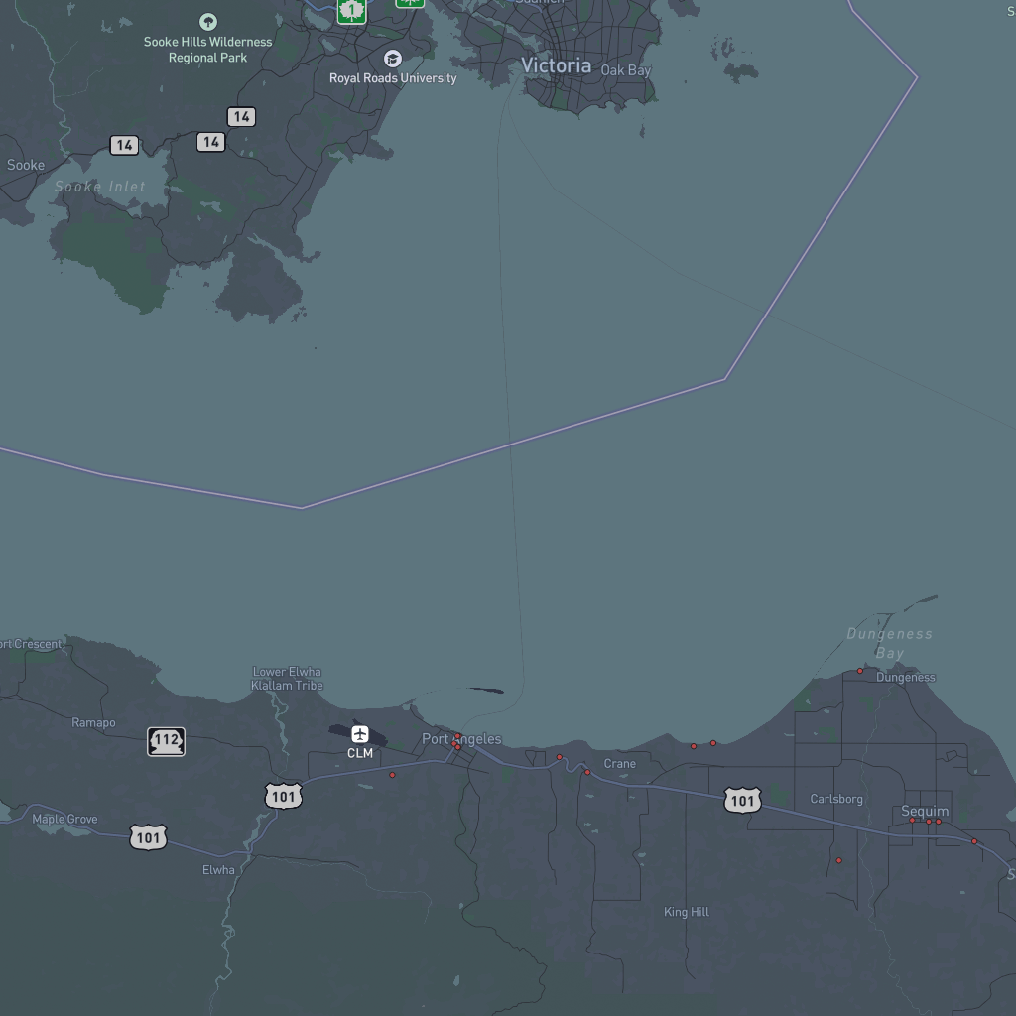 1
Sooke Hills Wilderness
Regional Park
Royal Roads University
Victoria
Oak Bay
14
14
14
Sooke
Sooke Inlet
Dungeness
Bay
Dungeness
Lower Elwha
Klallam Tribe
Ramapo
112
CLM
Port Angeles
Crane
101
101
Carlsborg
Sequim
Maple Grove
101
Elwha
King Hill